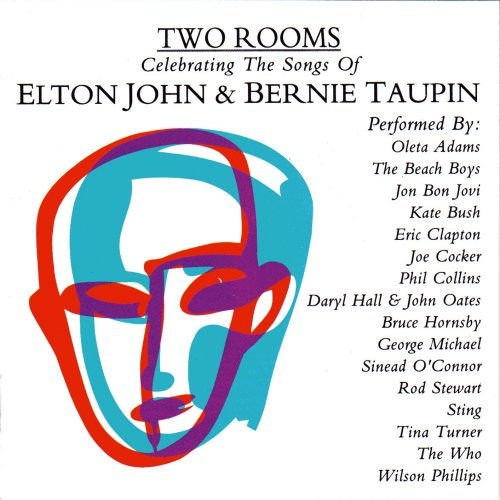 TWO ROOMS
Celebrating The Songs Of
ELTON JOHN & BERNIE TAUPIN
Performed By:
Oleta Adams
The Beach Boys
Jon Bon Jovi
Kate Bush
Eric Clapton
Joe Cocker
Phil Collins
Daryl Hall & John Oates
Bruce Hornsby
George Michael
Sinead O'Connor
Rod Stewart
Sting
Tina Turner
The Who
Wilson Phillips